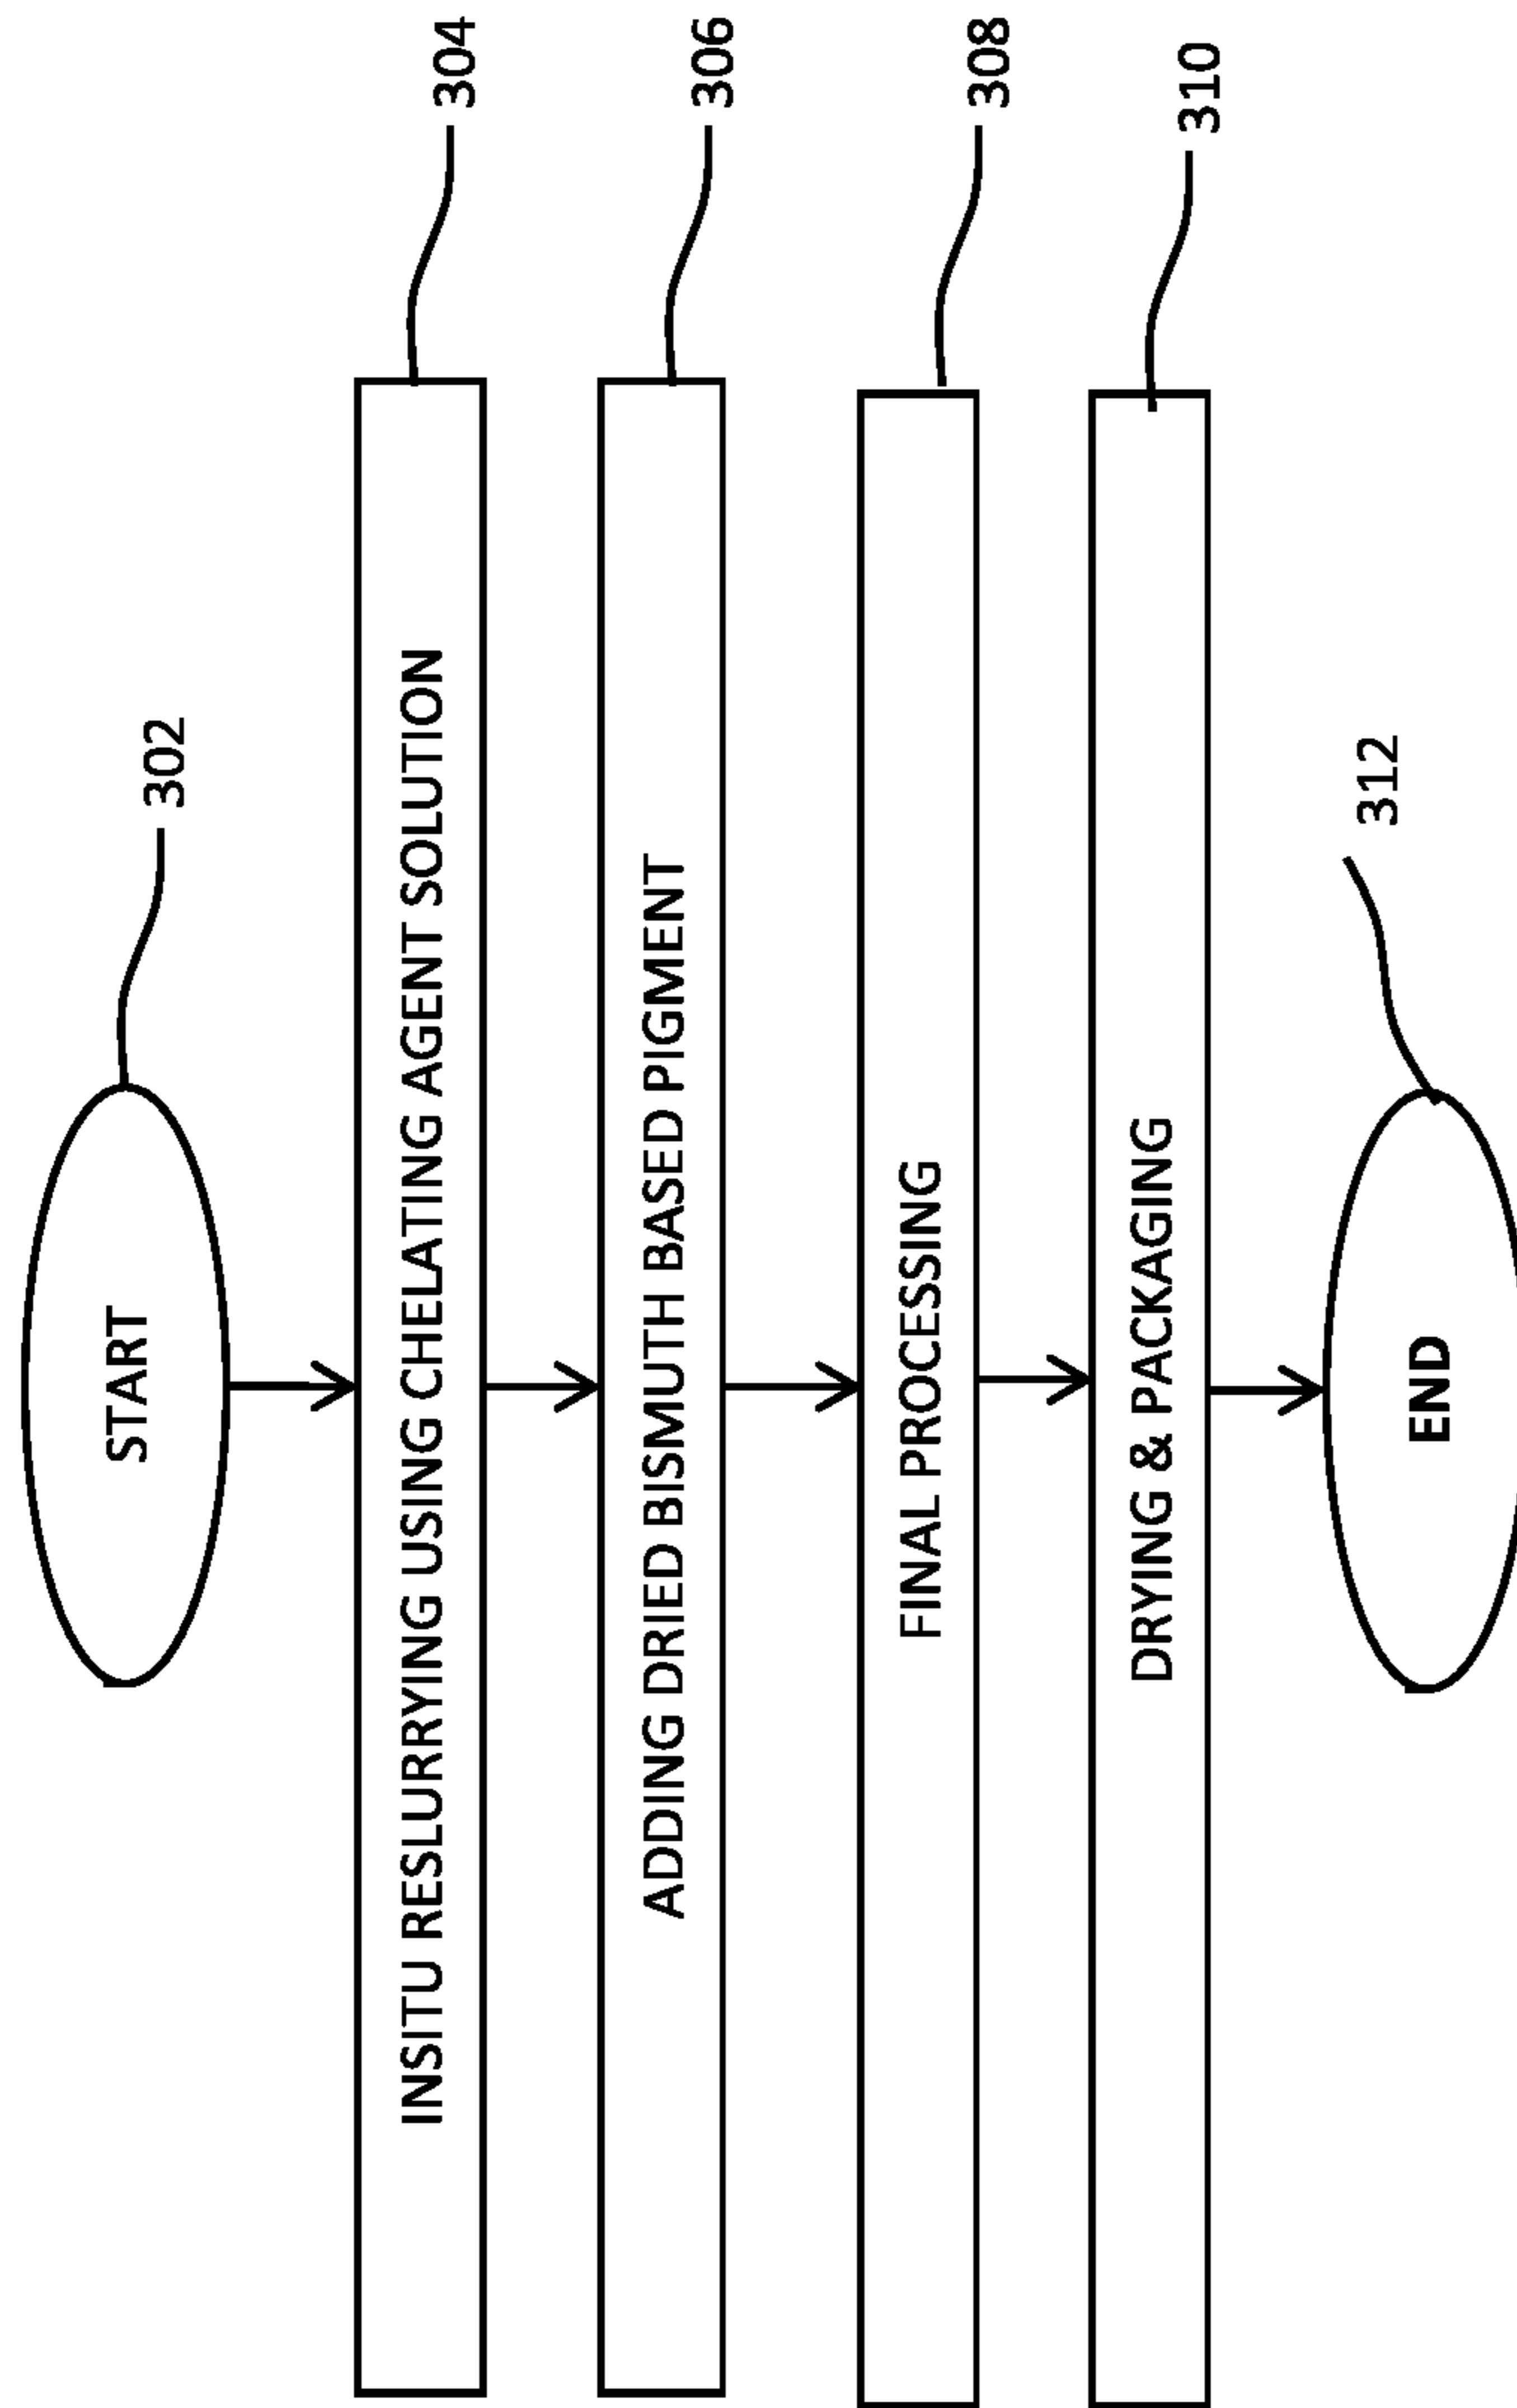 START
302
INSITU RESLURRYING USING CHELATING AGENT SOLUTION
304
ADDING DRIED BISMUTH BASED PIGMENT
306
FINAL PROCESSING
308
DRYING & PACKAGING
310
END
312